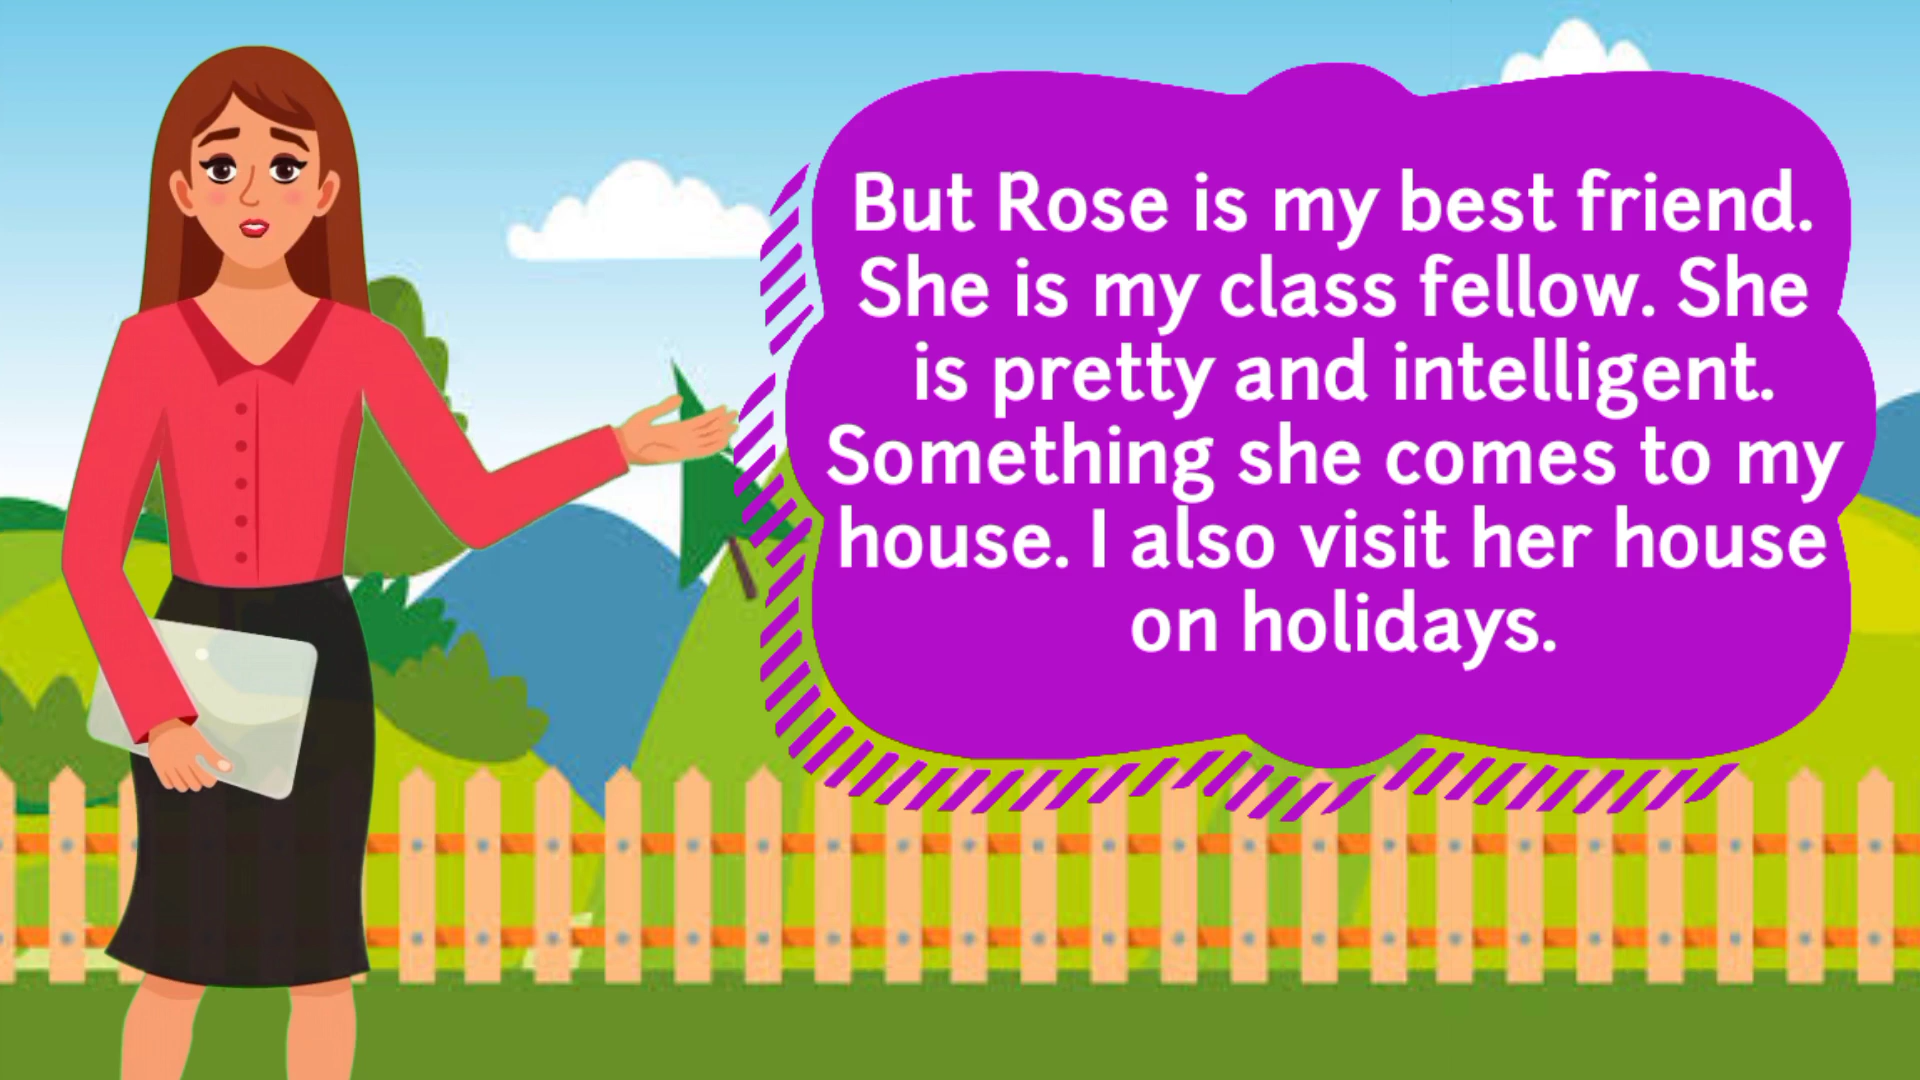 But Rose is my best friend.
She is my class fellow. She
is pretty and intelligent.
Something she comes to my
house. I also visit her house
on holidays.